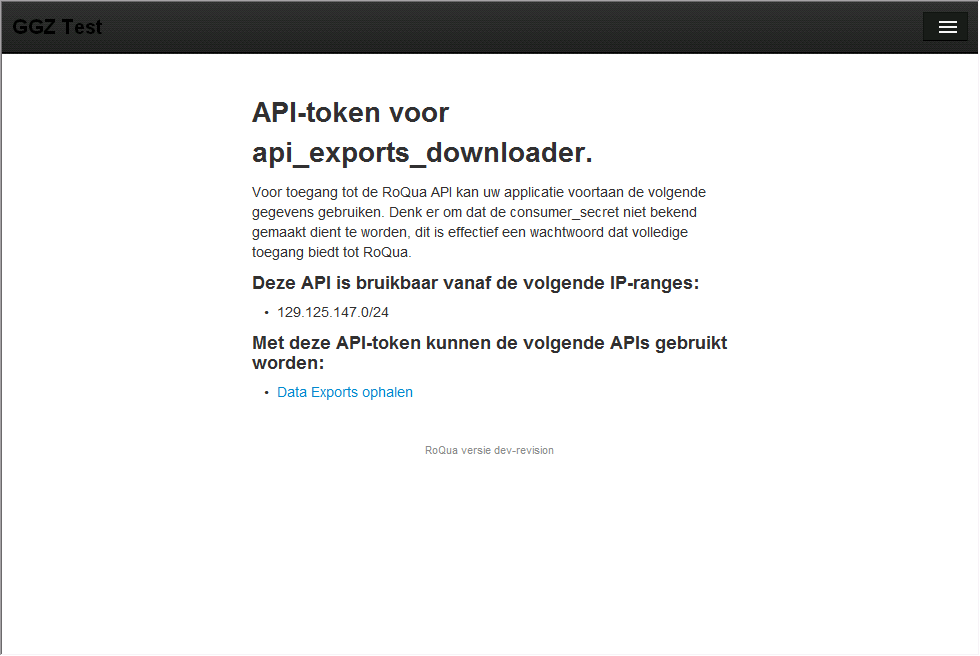 GGZ Test
API-token voor
api_exports_downloader.
Voor toegang tot de RoQua API kan uw applicatie voortaan de volgende
gegevens gebruiken. Denk er om dat de consumer_secret niet bekend
gemaakt dient te worden, dit is effectief een wachtwoord dat volledige
toegang biedt tot RoQua.
Deze API is bruikbaar vanaf de volgende IP-ranges:
• 129.125.147.0/24
Met deze API-token kunnen de volgende APIs gebruikt
worden:
• Data Exports ophalen
RoQua versie dev-revision